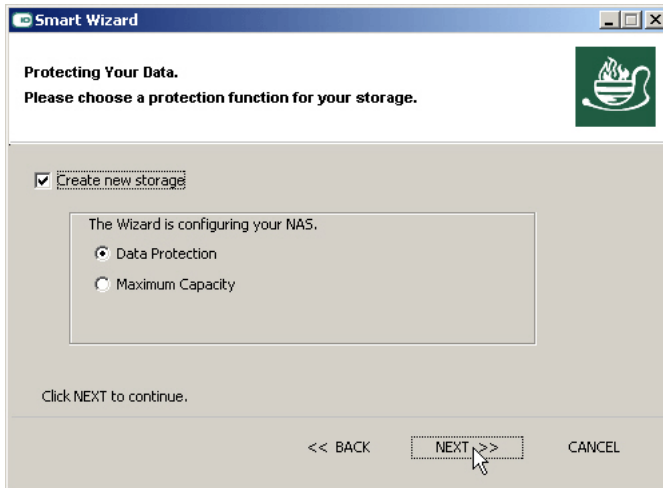 Smart Wizard
Protecting Your Data.
Please choose a protection function for your storage.
Create new storage
The Wizard is configuring your NAS.
Data Protection
Maximum Capacity
Click NEXT to continue.
<< BACK NEXT >> CANCEL